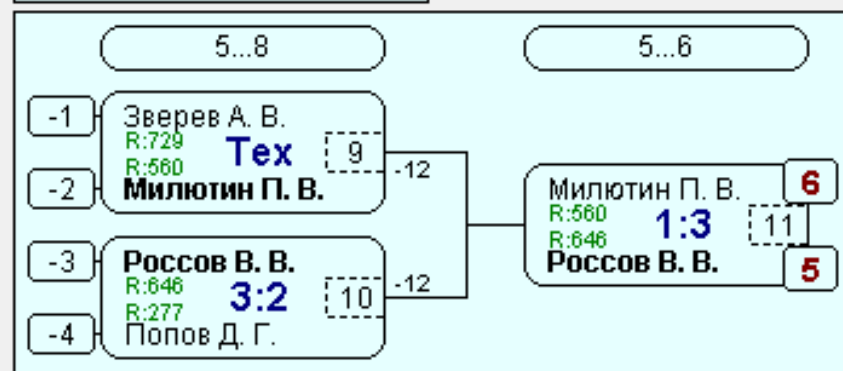 5...8
5...6
-1
Зверев А. В.
R:729
R:560
Тех
9
-2
Милютин П. В.
-12
-3
Россов В. В.
R:646
R:277
3:2
10
-4
Попов Д. Г.
-12
Милютин П. В.
6
R:560
R:646
1:3
11
Россов В. В.
5